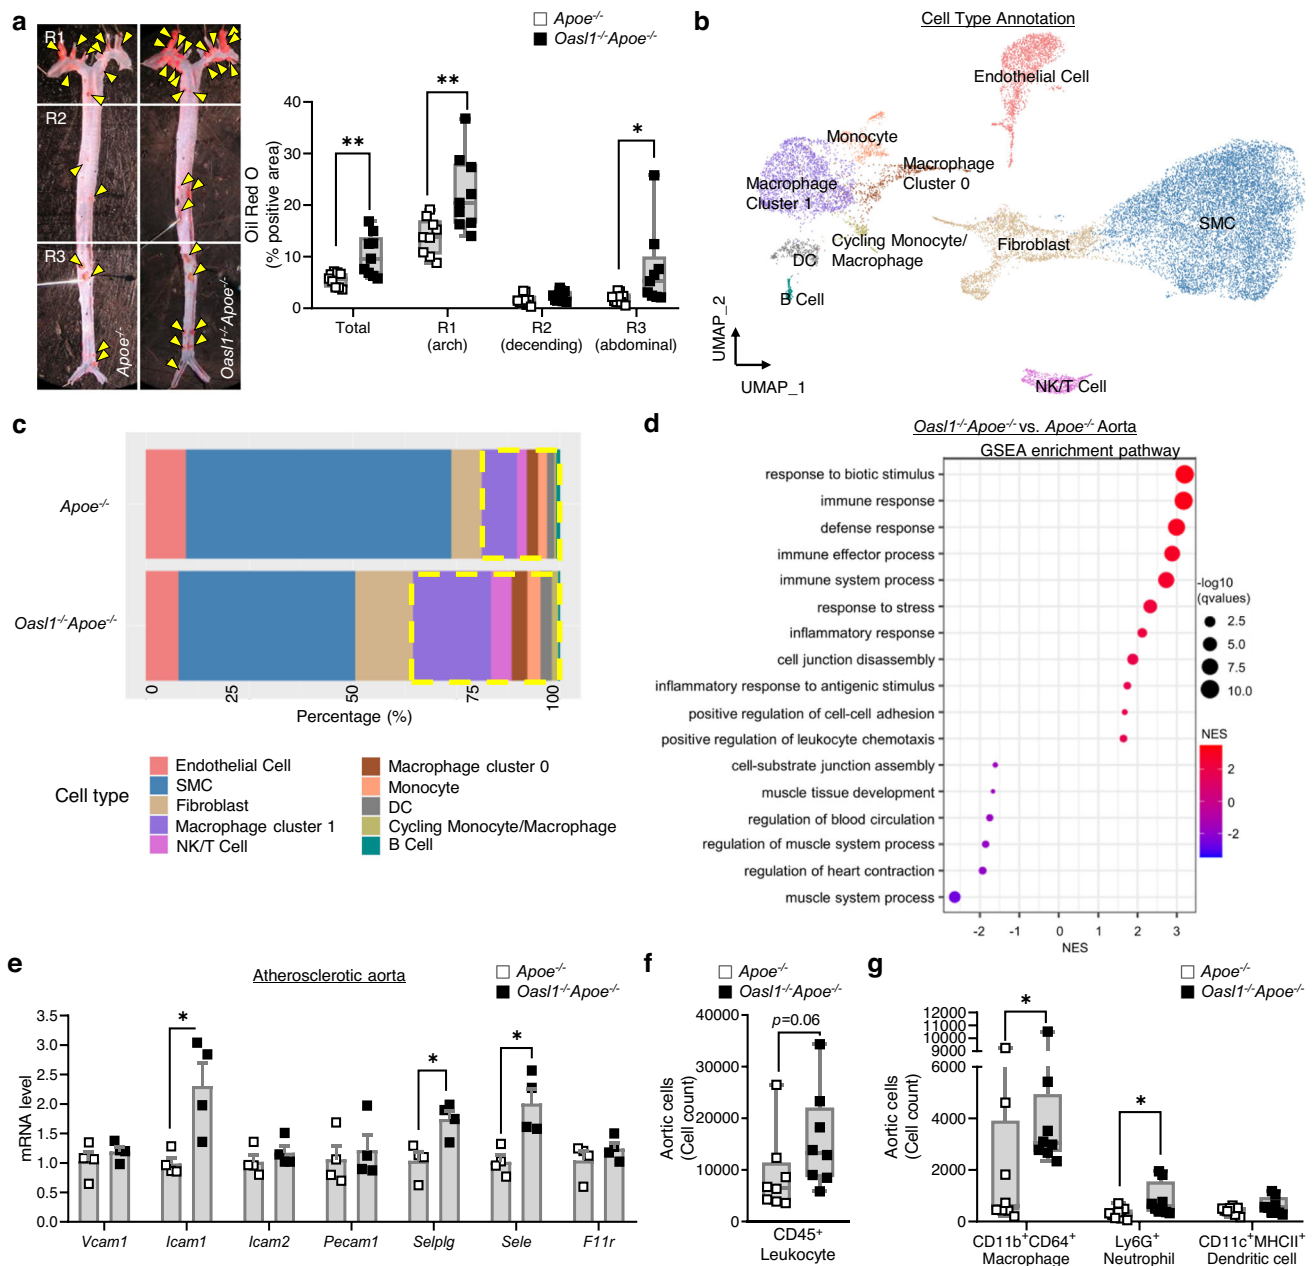 a
R1
R2
R3
Apoe-/-
Oasl1-/-Apoe-/-
Apoe-/-
Oasl1-/-Apoe-/-
Oil Red O
(% positive area)
40
30
20
10
0
**
**
*
Total
R1
(arch)
R2
(decending)
R3
(abdominal)
b
Cell Type Annotation
Endothelial Cell
Monocyte
Macrophage
Cluster 0
Macrophage
Cluster 1
Cycling Monocyte/
Macrophage
DC
B Cell
Fibroblast
SMC
NK/T Cell
UMAP_2
UMAP_1
c
Apoe-/-
Oasl1-/-Apoe-/-
0
25
50
75
100
Percentage (%)
Cell type
Endothelial Cell
SMC
Fibroblast
Macrophage cluster 1
NK/T Cell
Macrophage cluster 0
Monocyte
DC
Cycling Monocyte/Macrophage
B Cell
d
Oasl1-/-Apoe-/- vs. Apoe-/- Aorta
GSEA enrichment pathway
response to biotic stimulus
immune response
defense response
immune effector process
immune system process
response to stress
inflammatory response
cell junction disassembly
inflammatory response to antigenic stimulus
positive regulation of cell-cell adhesion
positive regulation of leukocyte chemotaxis
cell-substrate junction assembly
muscle tissue development
regulation of blood circulation
regulation of muscle system process
regulation of heart contraction
muscle system process
-2
-1
0
1
2
3
NES
-log10
(qvalues)
2.5
5.0
7.5
10.0
NES
2
0
-2
e
Atherosclerotic aorta
Apoe-/-
Oasl1-/-Apoe-/-
mRNA level
3.5
3.0
2.5
2.0
1.5
1.0
0.5
0.0
*
*
*
Vcam1
Icam1
Icam2
Pecam1
Selplg
Sele
F11r
f
Apoe-/-
Oasl1-/-Apoe-/-
Aortic cells
(Cell count)
40000
30000
20000
10000
0
p=0.06
CD45+
Leukocyte
g
Apoe-/-
Oasl1-/-Apoe-/-
Aortic cells
(Cell count)
12000
11000
10000
9000
6000
4000
2000
0
*
*
CD11b+CD64+
Macrophage
Ly6G+
Neutrophil
CD11c+MHCII+
Dendritic cell